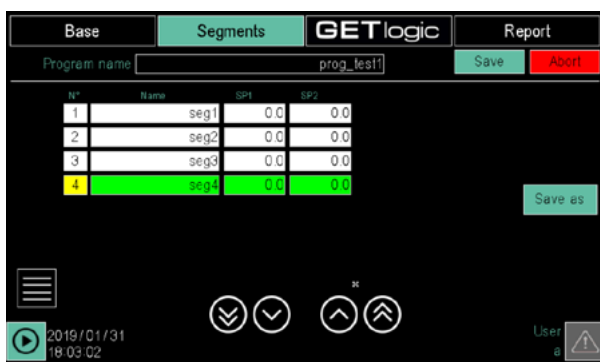 Base Segments GETlogic Report
Program name prog_test1 Save Abort
N° Name SP1 SP2
1 seg1 0.0 0.0
2 seg2 0.0 0.0
3 seg3 0.0 0.0
4 seg4 0.0 0.0
Save as
2019/01/31
18:03:02
User
a